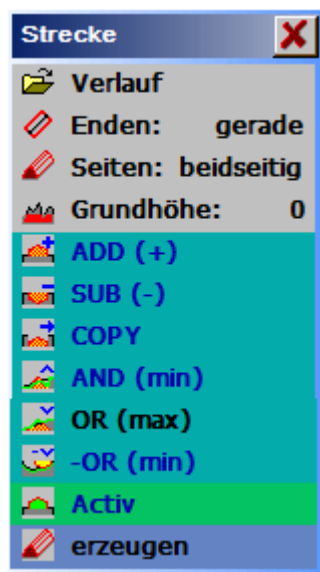 Strecke
Verlauf
Enden: gerade
Seiten: beidseitig
Grundhöhe: 0
ADD (+)
SUB (-)
COPY
AND (min)
OR (max)
-OR (min)
Activ
erzeugen